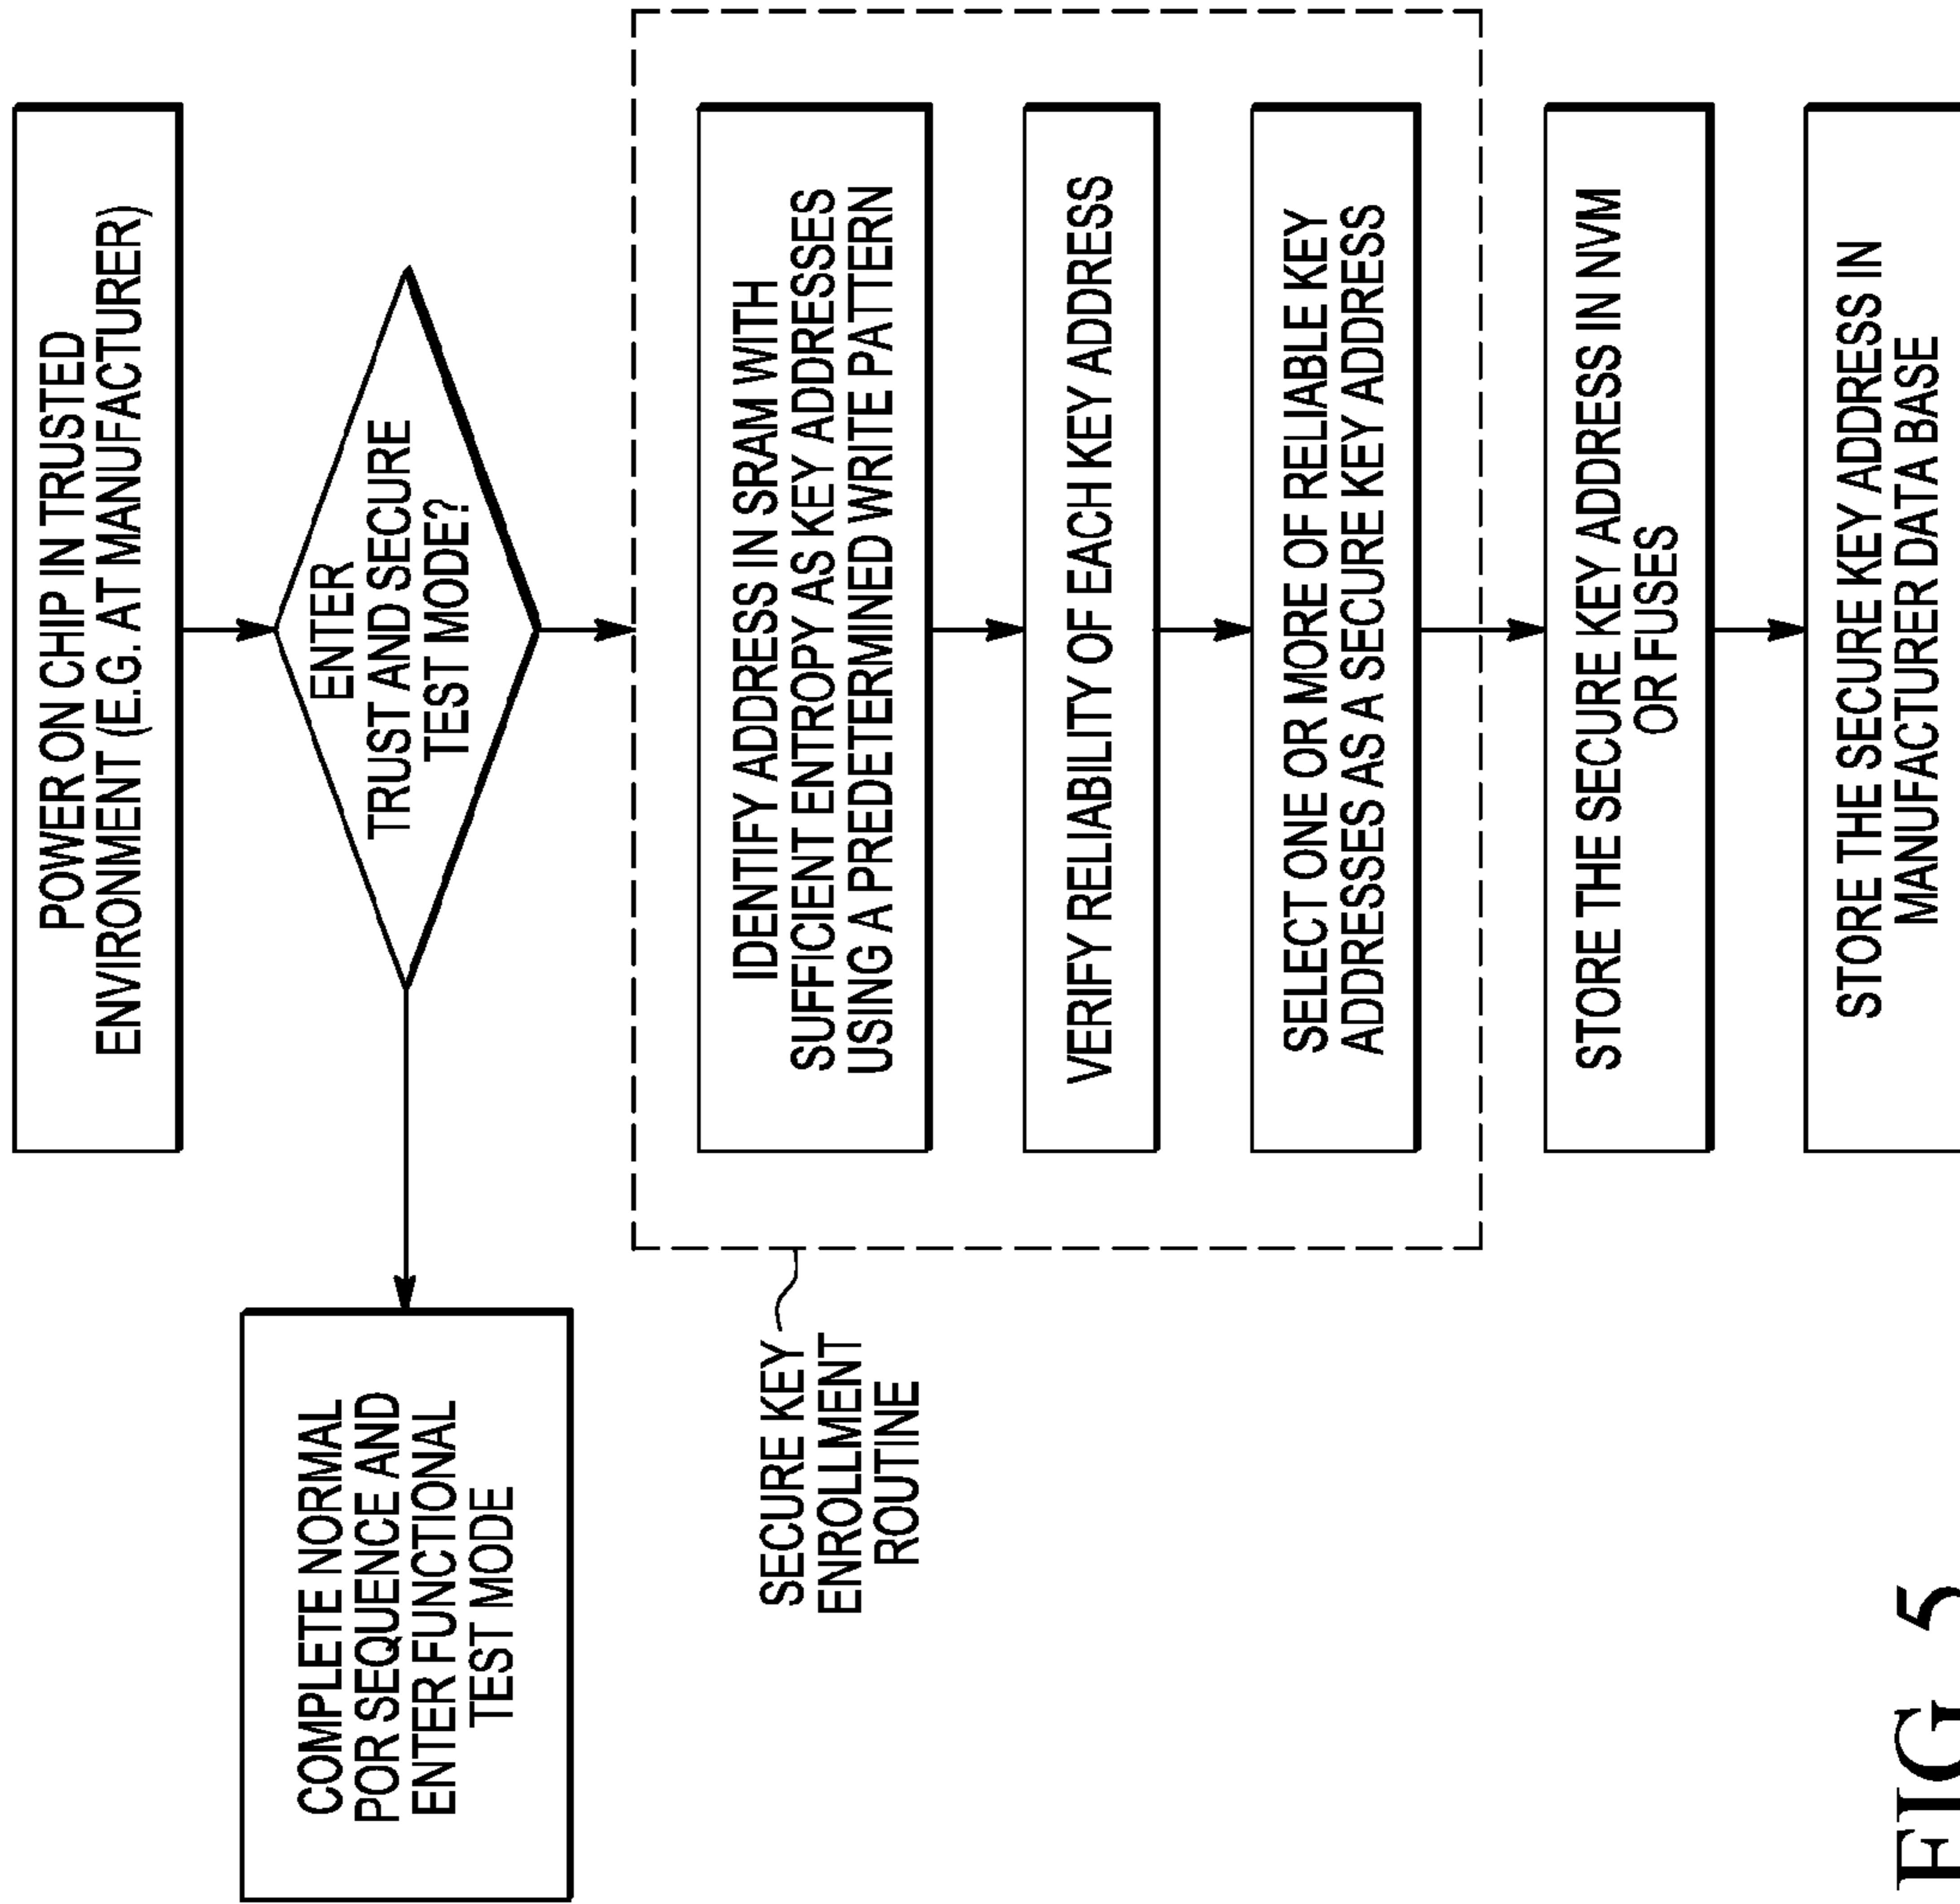 POWER ON CHIP IN TRUSTED
ENVIRONMENT (E.G. AT MANUFACTURER)
ENTER
TRUST AND SECURE
TEST MODE?
COMPLETE NORMAL
POR SEQUENCE AND
ENTER FUNCTIONAL
TEST MODE
SECURE KEY
ENROLLMENT
ROUTINE
IDENTIFY ADDRESS IN SRAM WITH
SUFFICIENT ENTROPY AS KEY ADDRESSES
USING A PREDETERMINED WRITE PATTERN
VERIFY RELIABILITY OF EACH KEY ADDRESS
SELECT ONE OR MORE OF RELIABLE KEY
ADDRESSES AS A SECURE KEY ADDRESS
STORE THE SECURE KEY ADDRESS IN NVM
OR FUSES
STORE THE SECURE KEY ADDRESS IN
MANUFACTURER DATA BASE
FIG 5